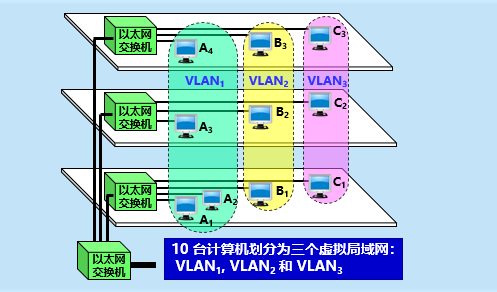 以太网
交换机
A₄
B₃
C₃
VLAN₁
VLAN₂
VLAN₃
以太网
交换机
A₃
B₂
C₂
以太网
交换机
A₁
A₂
B₁
C₁
以太网
交换机
10 台计算机划分为三个虚拟局域网：
VLAN₁, VLAN₂ 和 VLAN₃